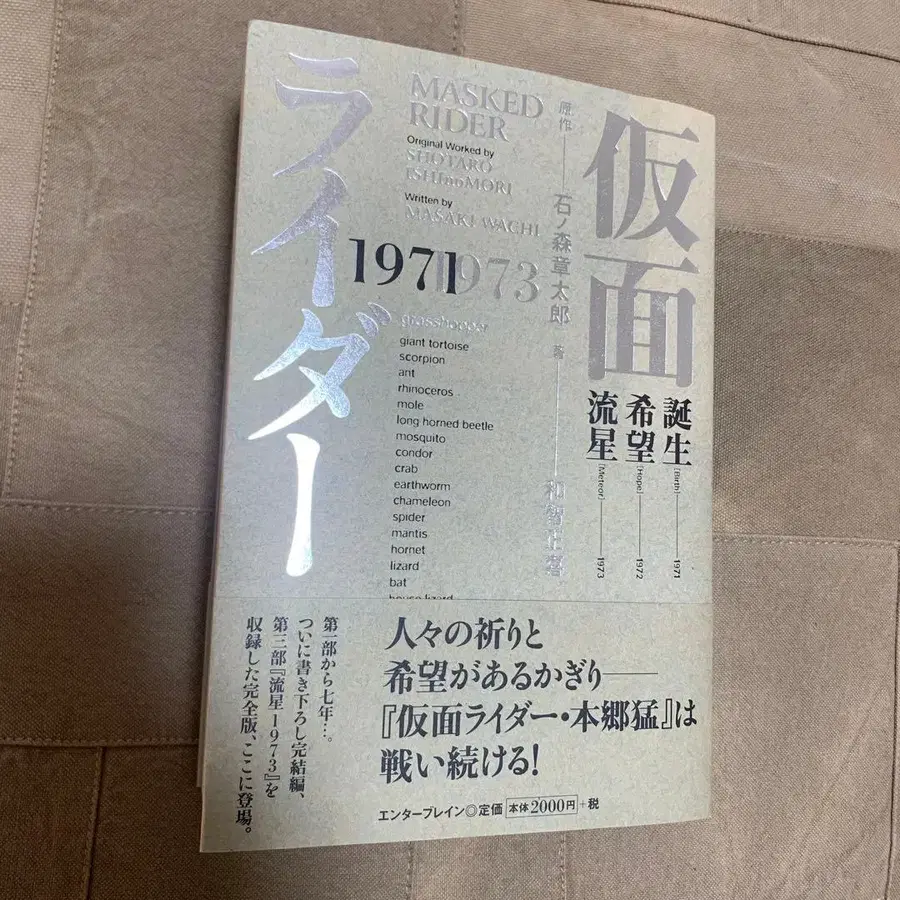 仮面
ライダー
MASKED
RIDER
Original Worked by
SHOTARO
ISHInoMORI
Written by
MASAKI WACHI
1971
1973
原作——石ノ森章太郎
著——和智正喜
誕生[Birth]——1971
希望[Hope]——1972
流星[Meteor]——1973
grasshopper
giant tortoise
scorpion
ant
rhinoceros
mole
long horned beetle
mosquito
condor
crab
earthworm
chameleon
spider
mantis
hornet
lizard
bat
house lizard
人々の祈りと
希望があるかぎり——
『仮面ライダー・本郷猛』は
戦い続ける!
第一部から七年…。
ついに書き下ろし完結編、
第三部『流星1973』を
収録した完全版、ここに登場。
エンターブレイン◎定価 本体2000円 +税